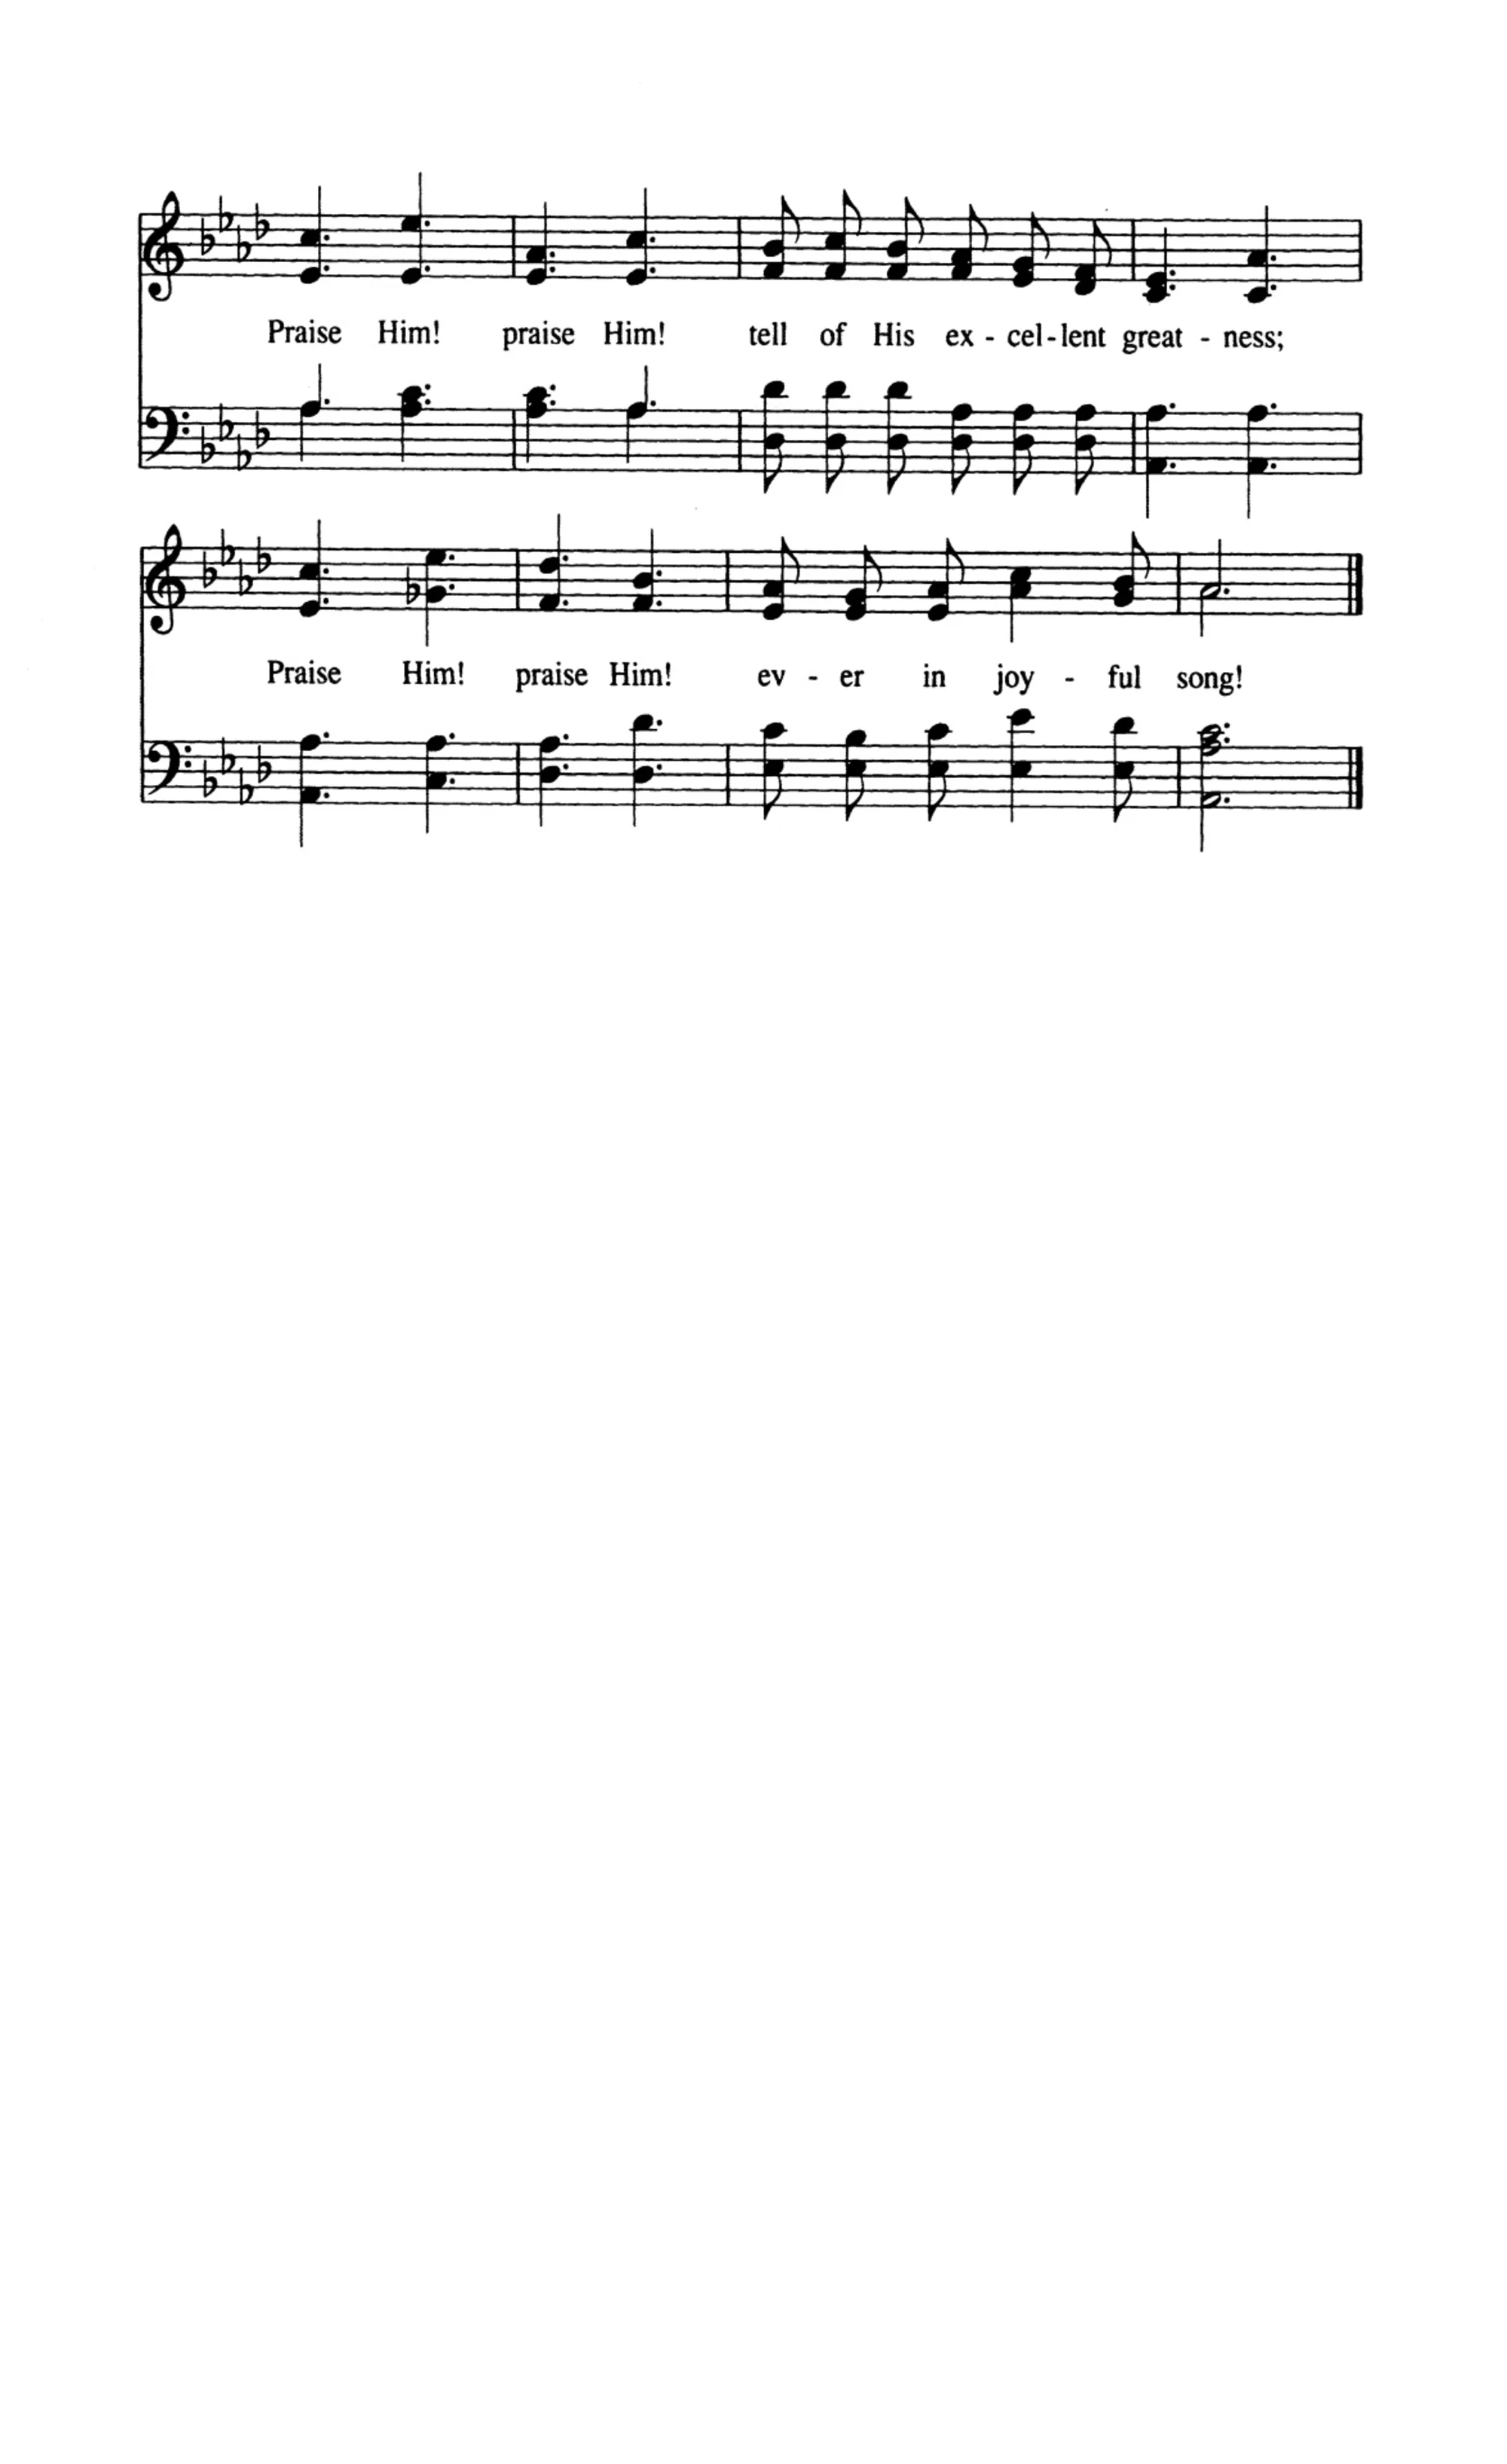 Praise Him! praise Him! tell of His ex - cel - lent great - ness;
Praise Him! praise Him! ev - er in joy - ful song!